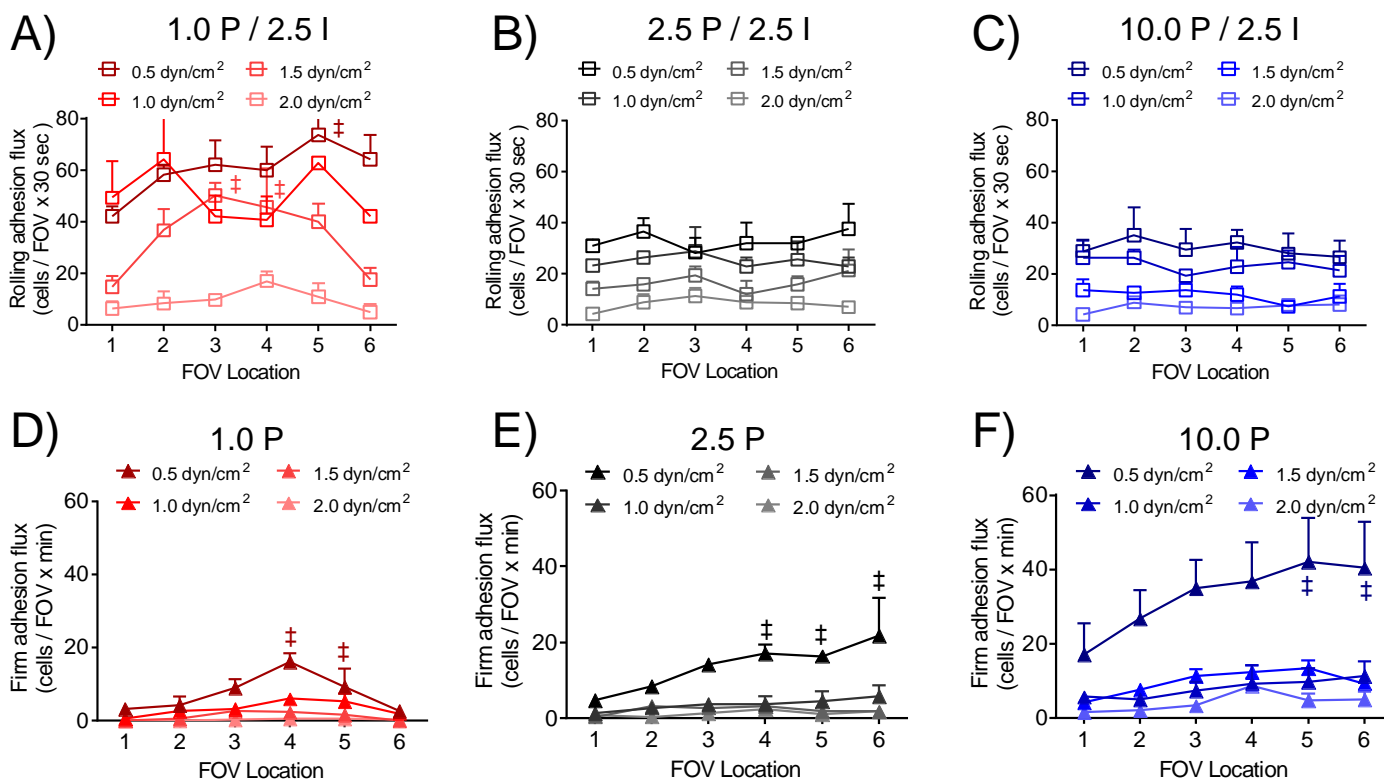 A) 1.0 P / 2.5 I
0.5 dyn/cm² 1.5 dyn/cm²
1.0 dyn/cm² 2.0 dyn/cm²
Rolling adhesion flux
(cells / FOV x 30 sec )
80
60
40
20
0
‡
‡ ‡
1 2 3 4 5 6
FOV Location
B) 2.5 P / 2.5 I
0.5 dyn/cm² 1.5 dyn/cm²
1.0 dyn/cm² 2.0 dyn/cm²
Rolling adhesion flux
(cells / FOV x 30 sec )
80
60
40
20
0
1 2 3 4 5 6
FOV Location
C) 10.0 P / 2.5 I
0.5 dyn/cm² 1.5 dyn/cm²
1.0 dyn/cm² 2.0 dyn/cm²
Rolling adhesion flux
(cells / FOV x 30 sec )
80
60
40
20
0
1 2 3 4 5 6
FOV Location
D) 1.0 P
0.5 dyn/cm² 1.5 dyn/cm²
1.0 dyn/cm² 2.0 dyn/cm²
Firm adhesion flux
(cells / FOV x min)
60
40
20
0
‡ ‡
1 2 3 4 5 6
FOV Location
E) 2.5 P
0.5 dyn/cm² 1.5 dyn/cm²
1.0 dyn/cm² 2.0 dyn/cm²
Firm adhesion flux
(cells / FOV x min)
60
40
20
0
‡ ‡ ‡
1 2 3 4 5 6
FOV Location
F) 10.0 P
0.5 dyn/cm² 1.5 dyn/cm²
1.0 dyn/cm² 2.0 dyn/cm²
Firm adhesion flux
(cells / FOV x min)
60
40
20
0
‡ ‡
1 2 3 4 5 6
FOV Location